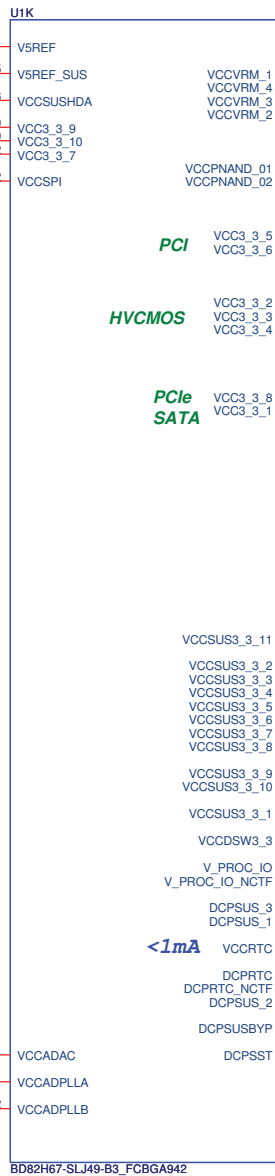 U1K
V5REF
V5REF_SUS
VCCSUSHDA
VCC3_3_9
VCC3_3_10
VCC3_3_7
VCCSPI
VCCVRM_1
VCCVRM_4
VCCVRM_3
VCCVRM_2
VCCPNAND_01
VCCPNAND_02
PCI
VCC3_3_5
VCC3_3_6
HVCMOS
VCC3_3_2
VCC3_3_3
VCC3_3_4
PCIe
SATA
VCC3_3_8
VCC3_3_1
VCCSUS3_3_11
VCCSUS3_3_2
VCCSUS3_3_3
VCCSUS3_3_4
VCCSUS3_3_5
VCCSUS3_3_6
VCCSUS3_3_7
VCCSUS3_3_8
VCCSUS3_3_9
VCCSUS3_3_10
VCCSUS3_3_1
VCCDSW3_3
V_PROC_IO
V_PROC_IO_NCTF
DCPSUS_3
DCPSUS_1
<1mA VCCRTC
DCPRTC
DCPRTC_NCTF
DCPSUS_2
DCPSUSBYP
DCPSST
VCCADAC
VCCADPLLA
VCCADPLLB
BD82H67-SLJ49-B3_FCBGA942